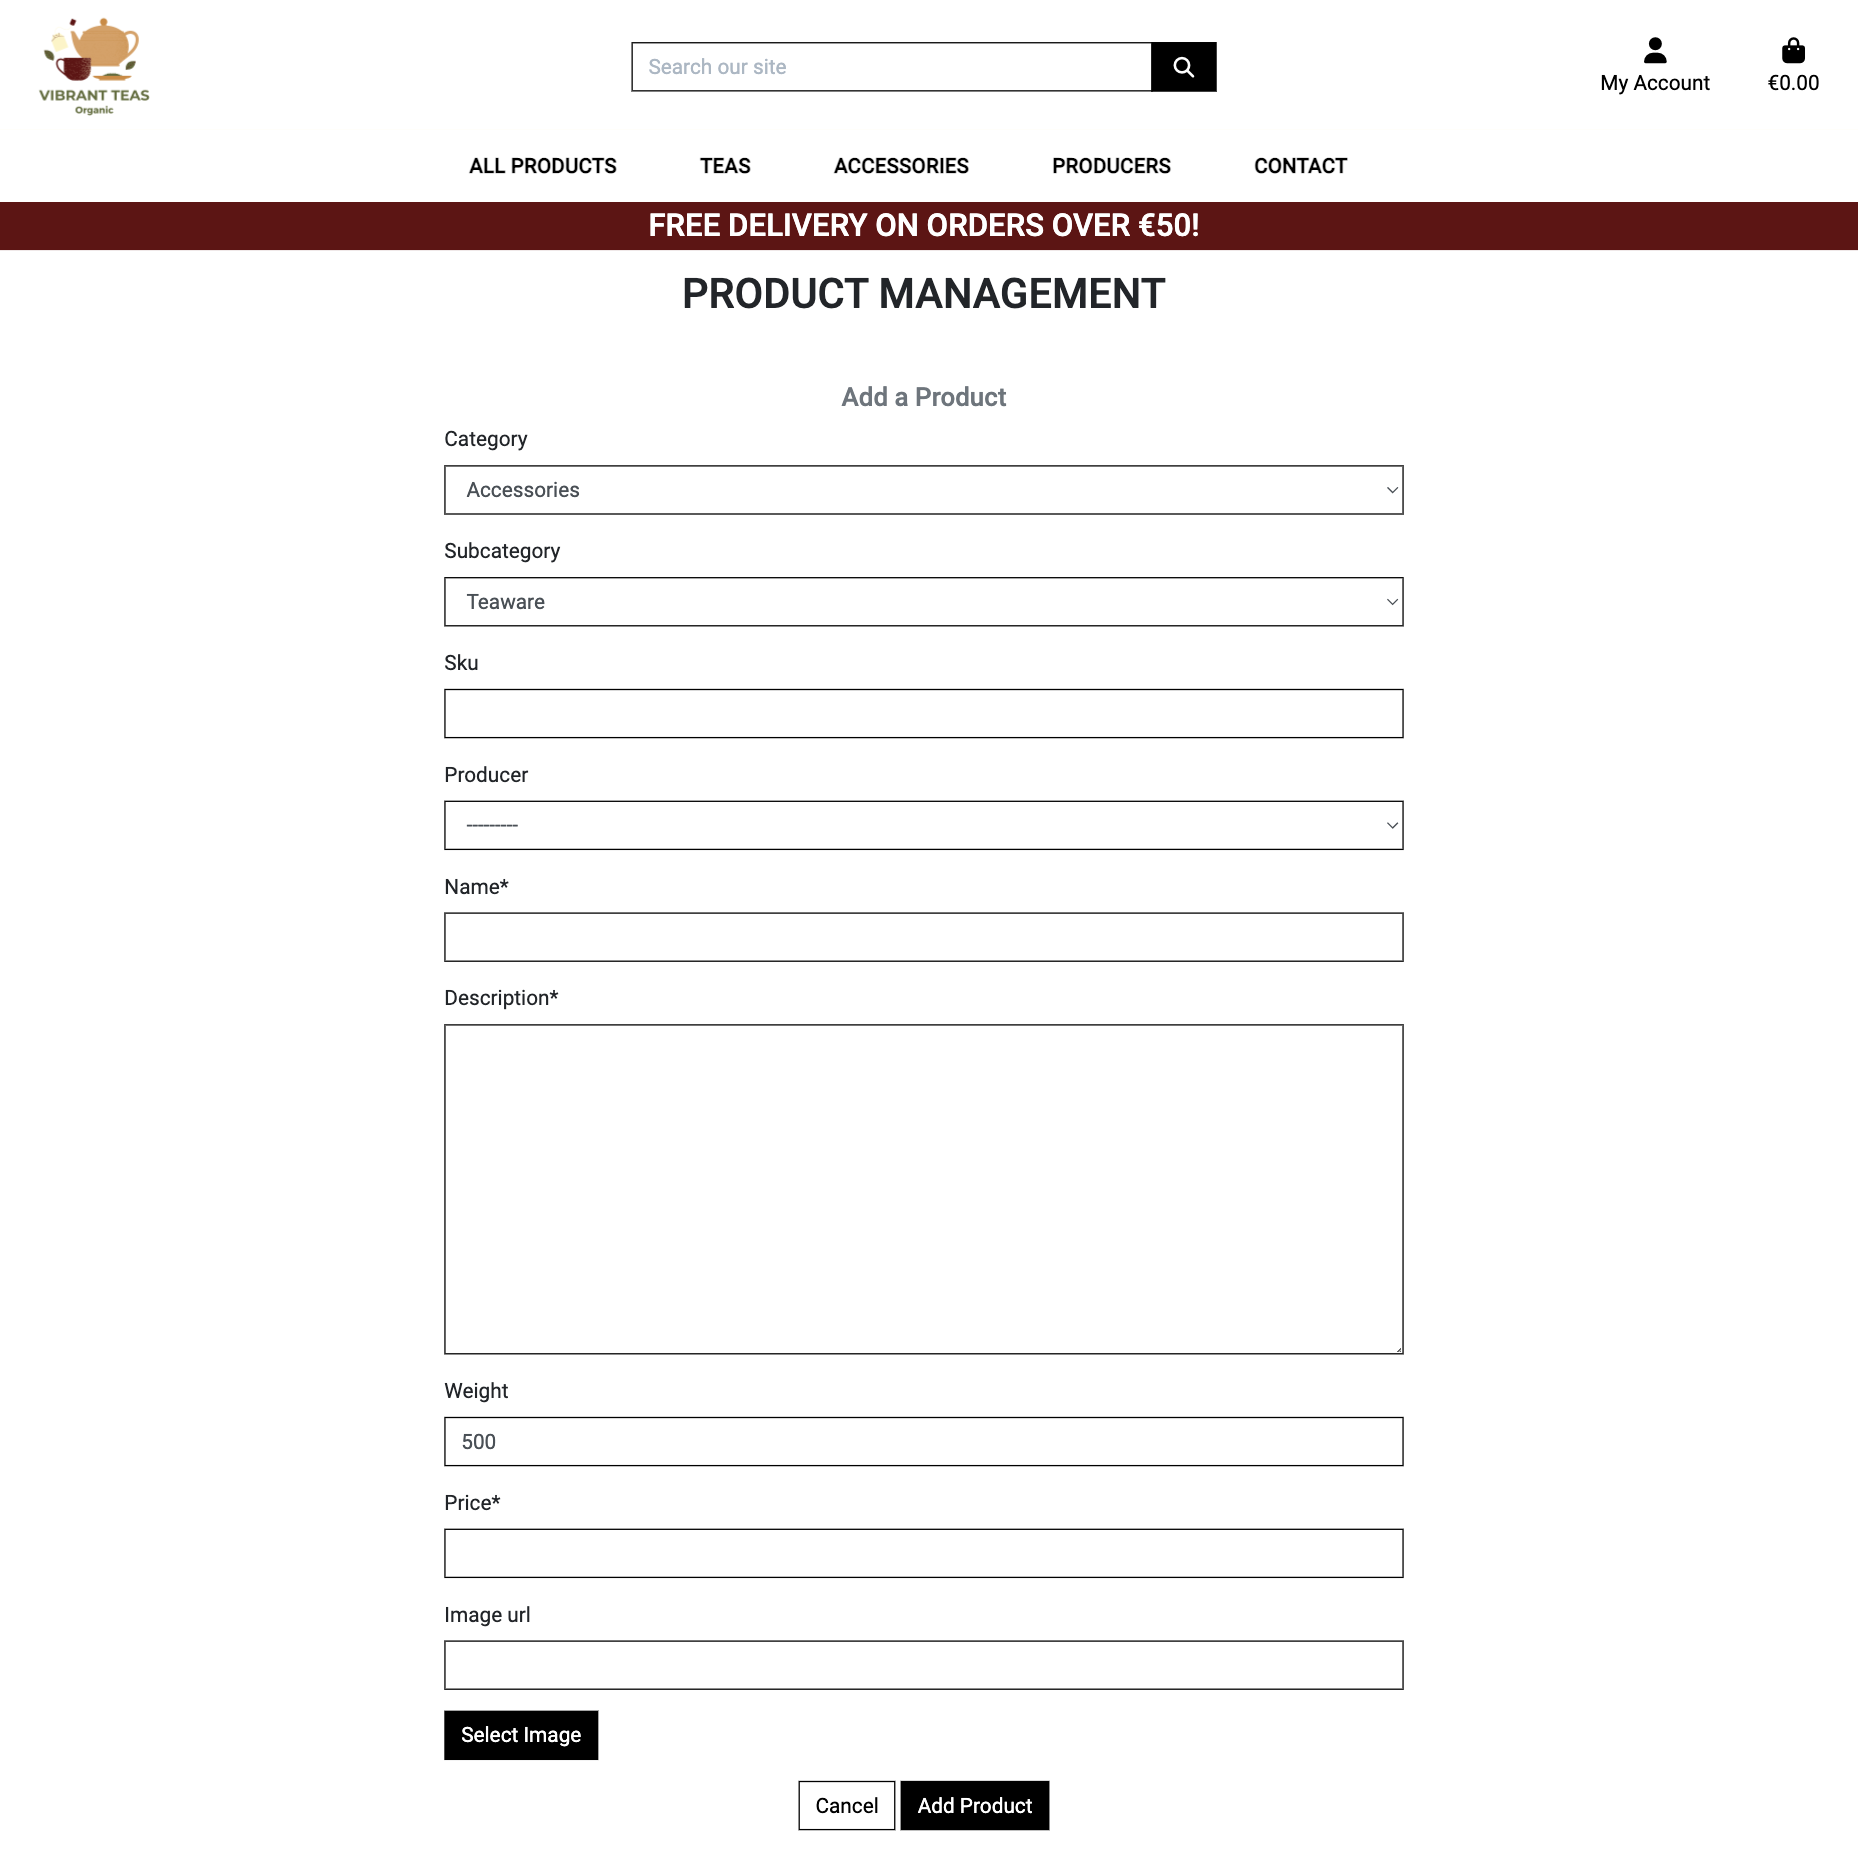 VIBRANT TEAS
Organic
Search our site
My Account
€0.00
ALL PRODUCTS
TEAS
ACCESSORIES
PRODUCERS
CONTACT
FREE DELIVERY ON ORDERS OVER €50!
PRODUCT MANAGEMENT
Add a Product
Category
Accessories
Subcategory
Teaware
Sku
Producer
---------
Name*
Description*
Weight
500
Price*
Image url
Select Image
Cancel
Add Product